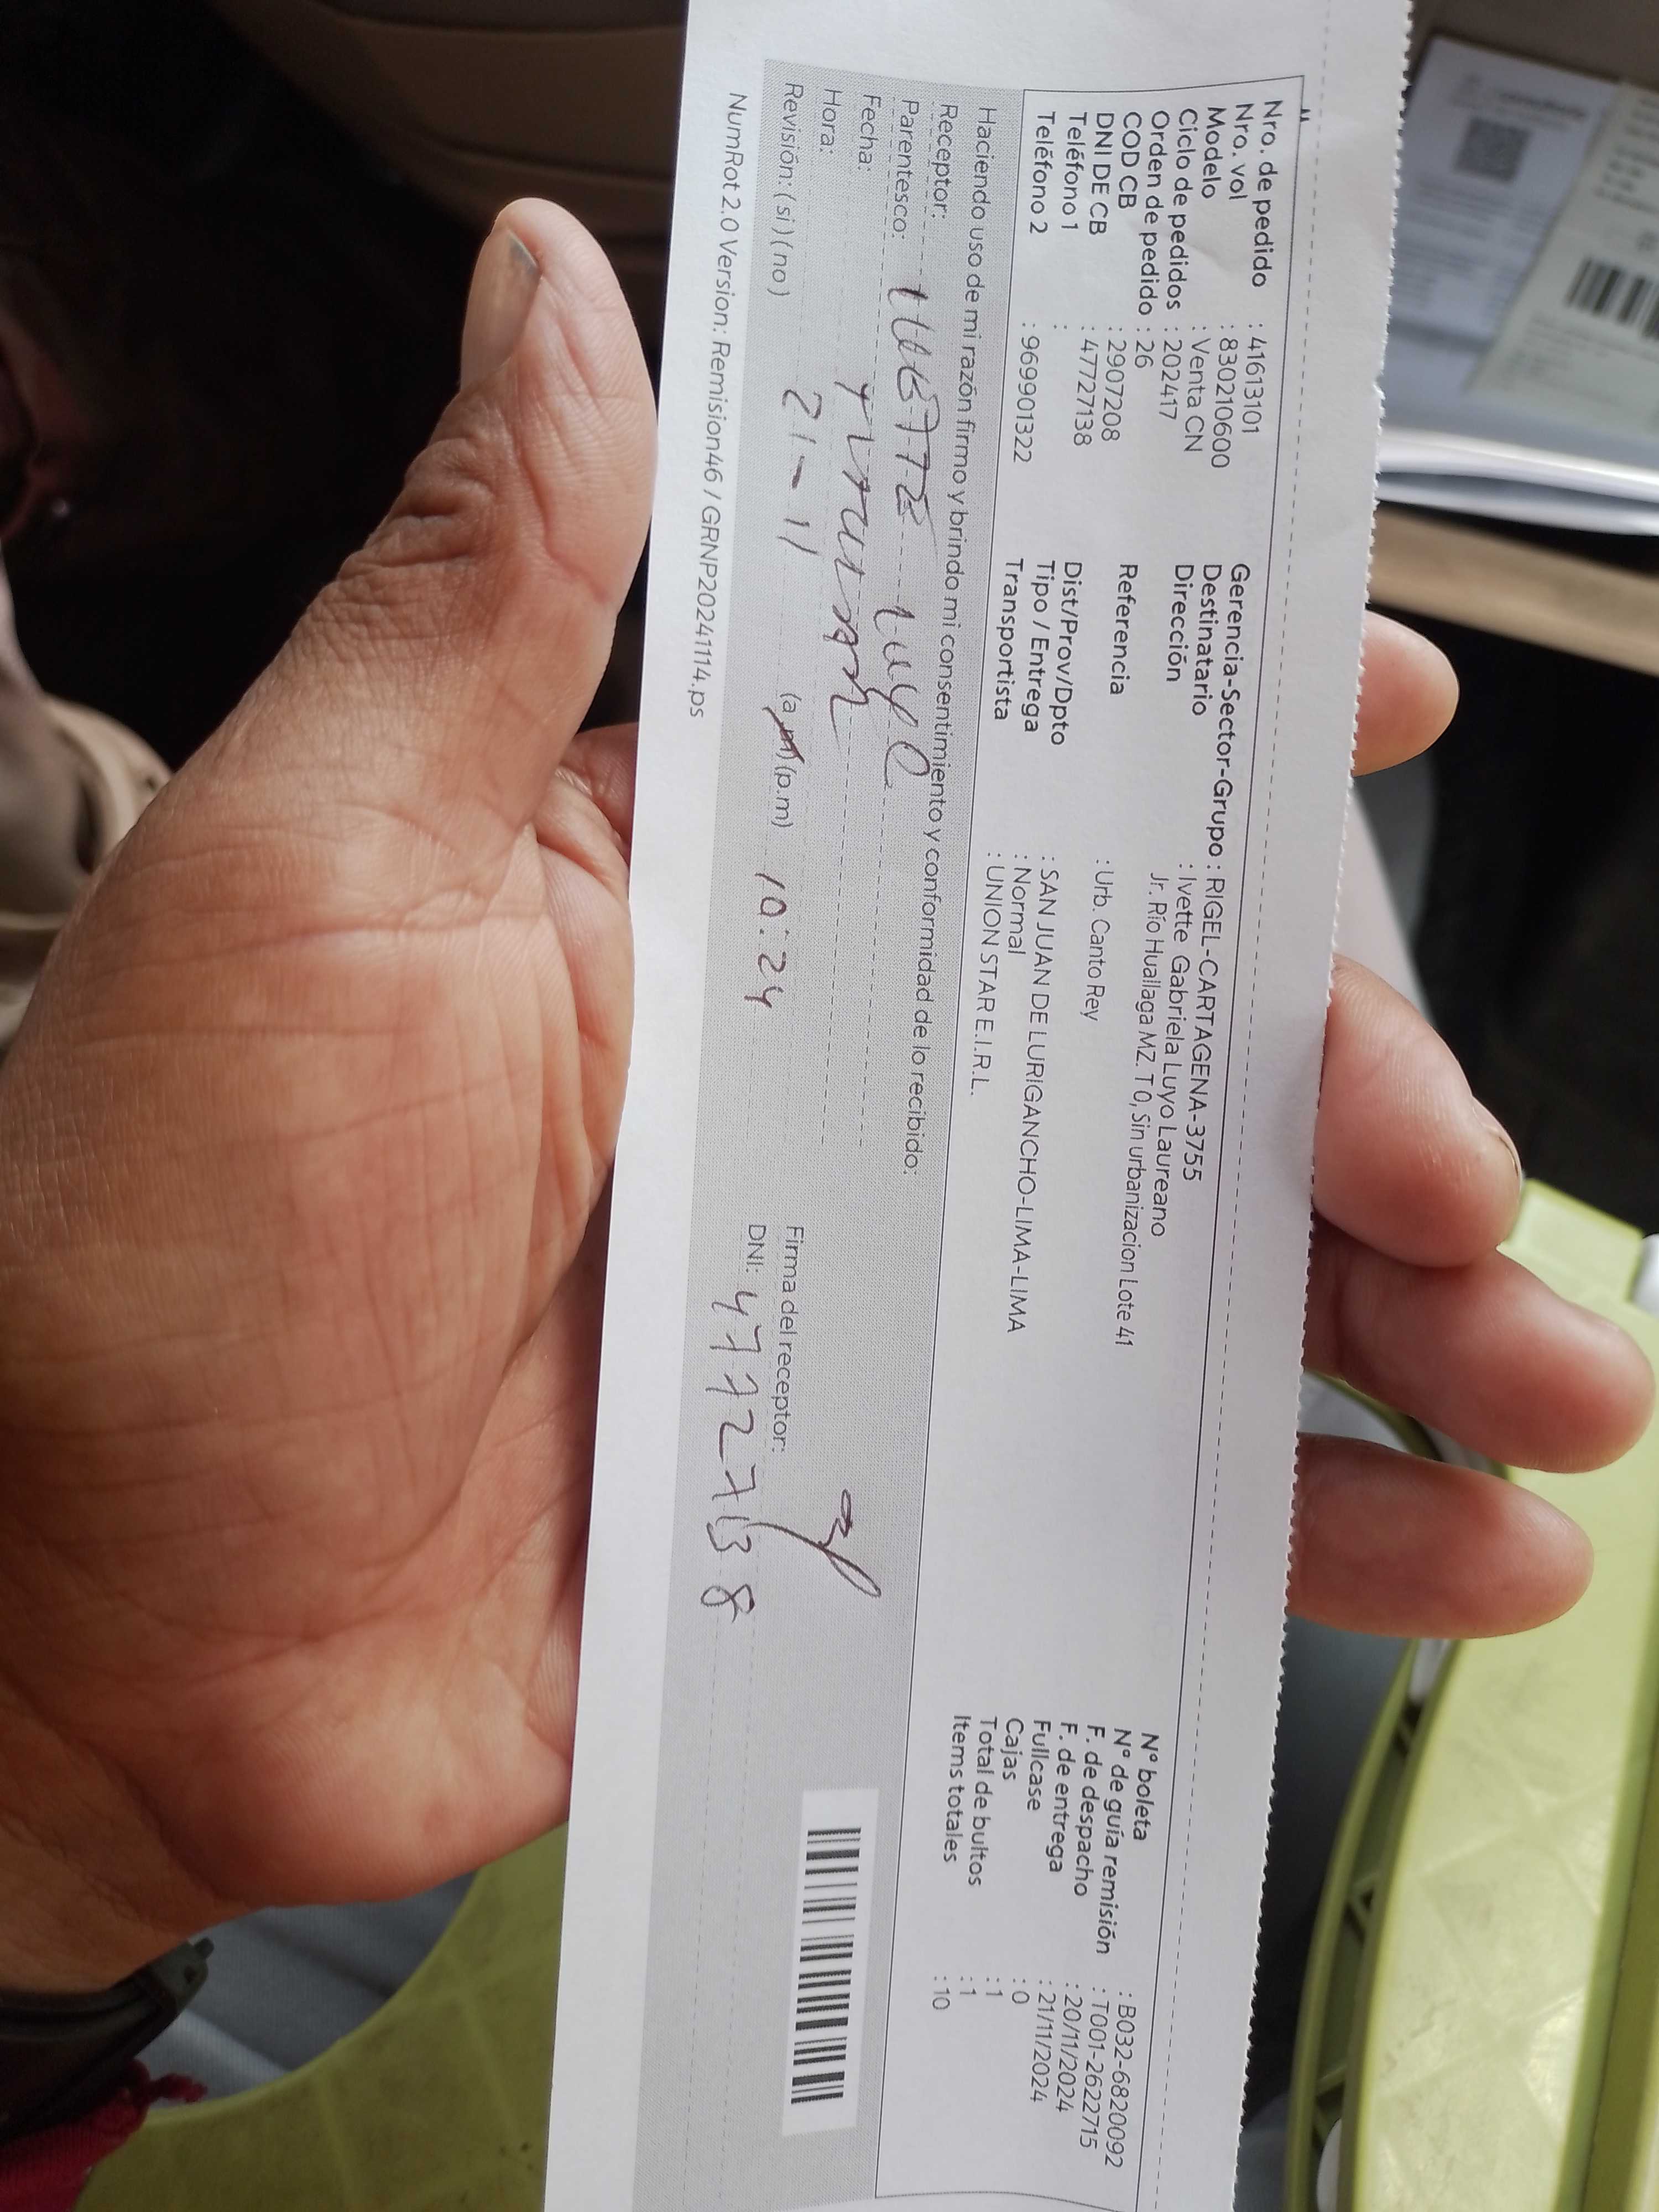 Nro. de pedido : 41613101
Nro. vol : 830210600
Modelo : Venta CN
Ciclo de pedidos : 202417
Orden de pedido : 26
COD CB : 2907208
DNI DE CB : 47727138
Teléfono 1 :
Teléfono 2 : 969901322
Gerencia-Sector-Grupo : RIGEL-CARTAGENA-3755
Destinatario : Ivette Gabriela Luyo Laureano
Dirección Jr. Río Huallaga MZ. T0, Sin urbanizacion Lote 41
Referencia : Urb. Canto Rey
Dist/Prov/Dpto : SAN JUAN DE LURIGANCHO-LIMA-LIMA
Tipo / Entrega : Normal
Transportista : UNION STAR E.I.R.L.
N° boleta : B032-6820092
N° de guía remisión : T001-2622715
F. de despacho : 20/11/2024
F. de entrega : 21/11/2024
Fullcase : 0
Cajas : 1
Total de bultos : 1
Items totales : 10
Haciendo uso de mi razón firmo y brindo mi consentimiento y conformidad de lo recibido:
Receptor: Luyo
Parentesco:
Fecha: 21-11
Hora: (a.m) (p.m) 10:24
Revisión: (si) (no)
Firma del receptor:
DNI: 47727138
NumRot 2.0 Version: Remision46 / GRNP20241114.ps